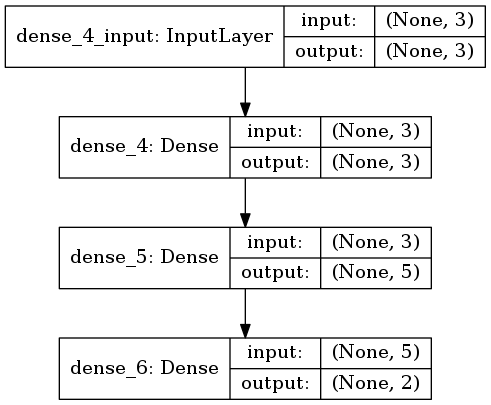 dense_4_input: InputLayer
input: (None, 3)
output: (None, 3)
dense_4: Dense
input: (None, 3)
output: (None, 3)
dense_5: Dense
input: (None, 3)
output: (None, 5)
dense_6: Dense
input: (None, 5)
output: (None, 2)